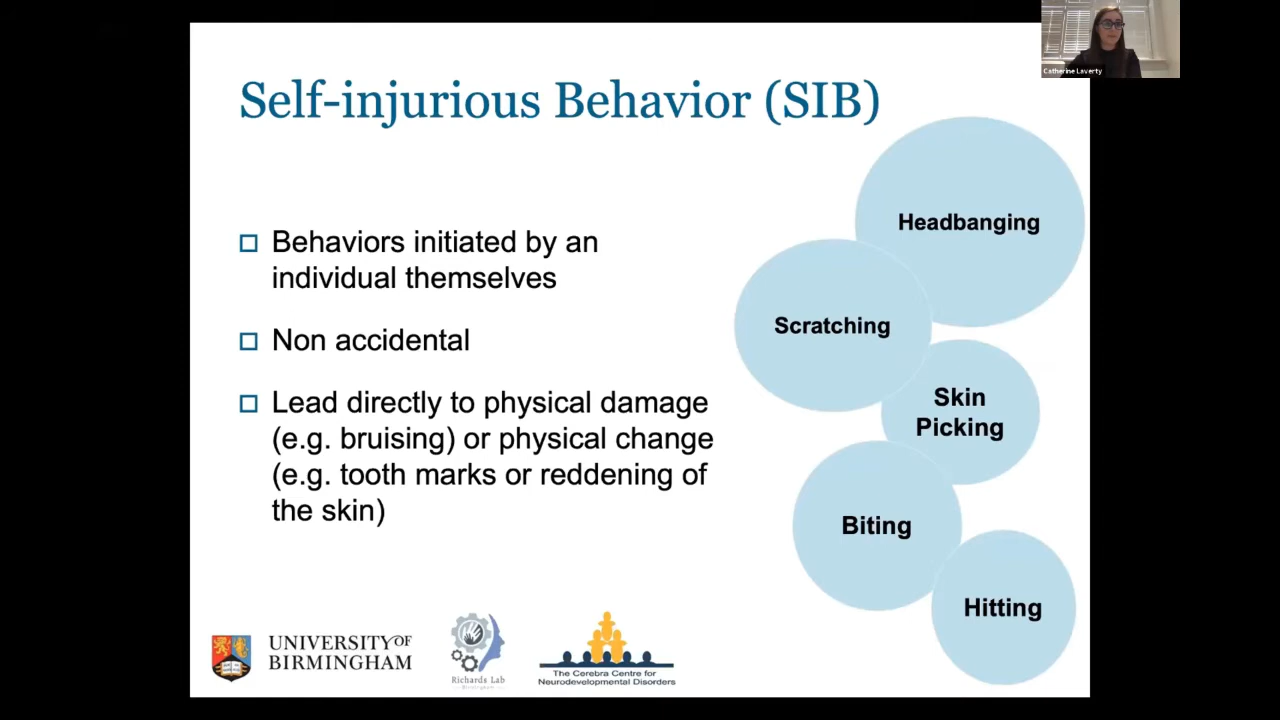 Catherine Laverty
Self-injurious Behavior (SIB)
Behaviors initiated by an
individual themselves
Non accidental
Lead directly to physical damage
(e.g. bruising) or physical change
(e.g. tooth marks or reddening of
the skin)
Headbanging
Scratching
Skin
Picking
Biting
Hitting
UNIVERSITYOF
BIRMINGHAM
Richards Lab
Birmingham
The Cerebra Centre for
Neurodevelopmental Disorders